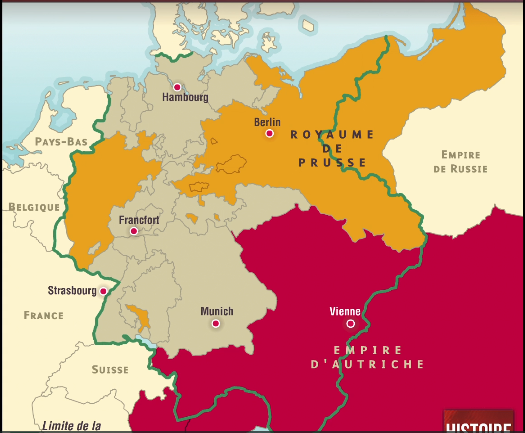 Hambourg
Berlin
PAYS-BAS
ROYAUME
DE
PRUSSE
EMPIRE
DE RUSSIE
BELGIQUE
Francfort
Strasbourg
FRANCE
Munich
Vienne
EMPIRE
D'AUTRICHE
SUISSE
Limite de la
HISTOIRE